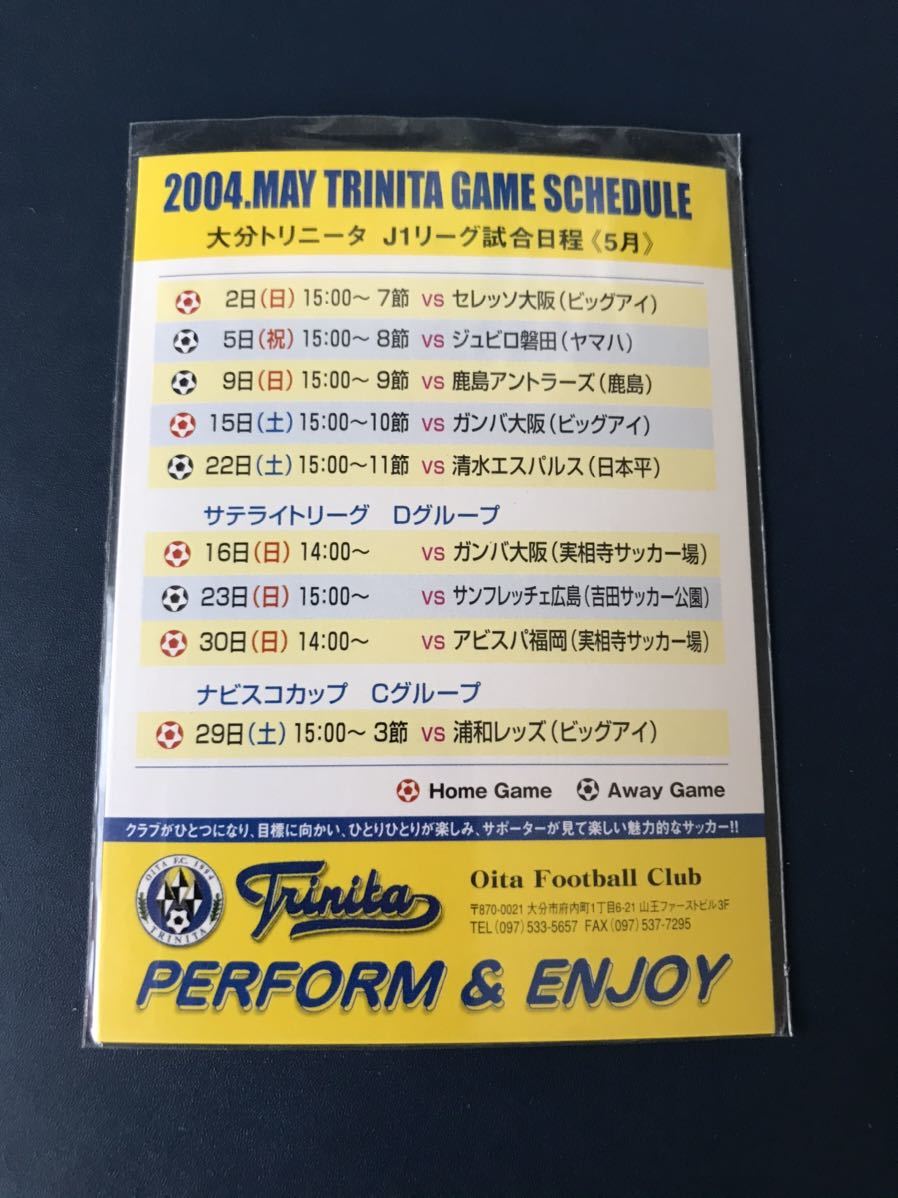 2004.MAY TRINITA GAME SCHEDULE
大分トリニータ J1リーグ試合日程《5月》
2日(日) 15:00～ 7節 vs セレッソ大阪(ビッグアイ)
5日(祝) 15:00～ 8節 vs ジュビロ磐田(ヤマハ)
9日(日) 15:00～ 9節 vs 鹿島アントラーズ(鹿島)
15日(土) 15:00～10節 vs ガンバ大阪(ビッグアイ)
22日(土) 15:00～11節 vs 清水エスパルス(日本平)
サテライトリーグ Dグループ
16日(日) 14:00～ vs ガンバ大阪(実相寺サッカー場)
23日(日) 15:00～ vs サンフレッチェ広島(吉田サッカー公園)
30日(日) 14:00～ vs アビスパ福岡(実相寺サッカー場)
ナビスコカップ Cグループ
29日(土) 15:00～ 3節 vs 浦和レッズ(ビッグアイ)
Home Game Away Game
クラブがひとつになり、目標に向かい、ひとりひとりが楽しみ、サポーターが見て楽しい魅力的なサッカー!!
OITA F.C. 1994
TRINITA
Trinita
Oita Football Club
〒870-0021 大分市府内町1丁目6-21 山王ファーストビル3F
TEL (097) 533-5657 FAX (097) 537-7295
PERFORM & ENJOY